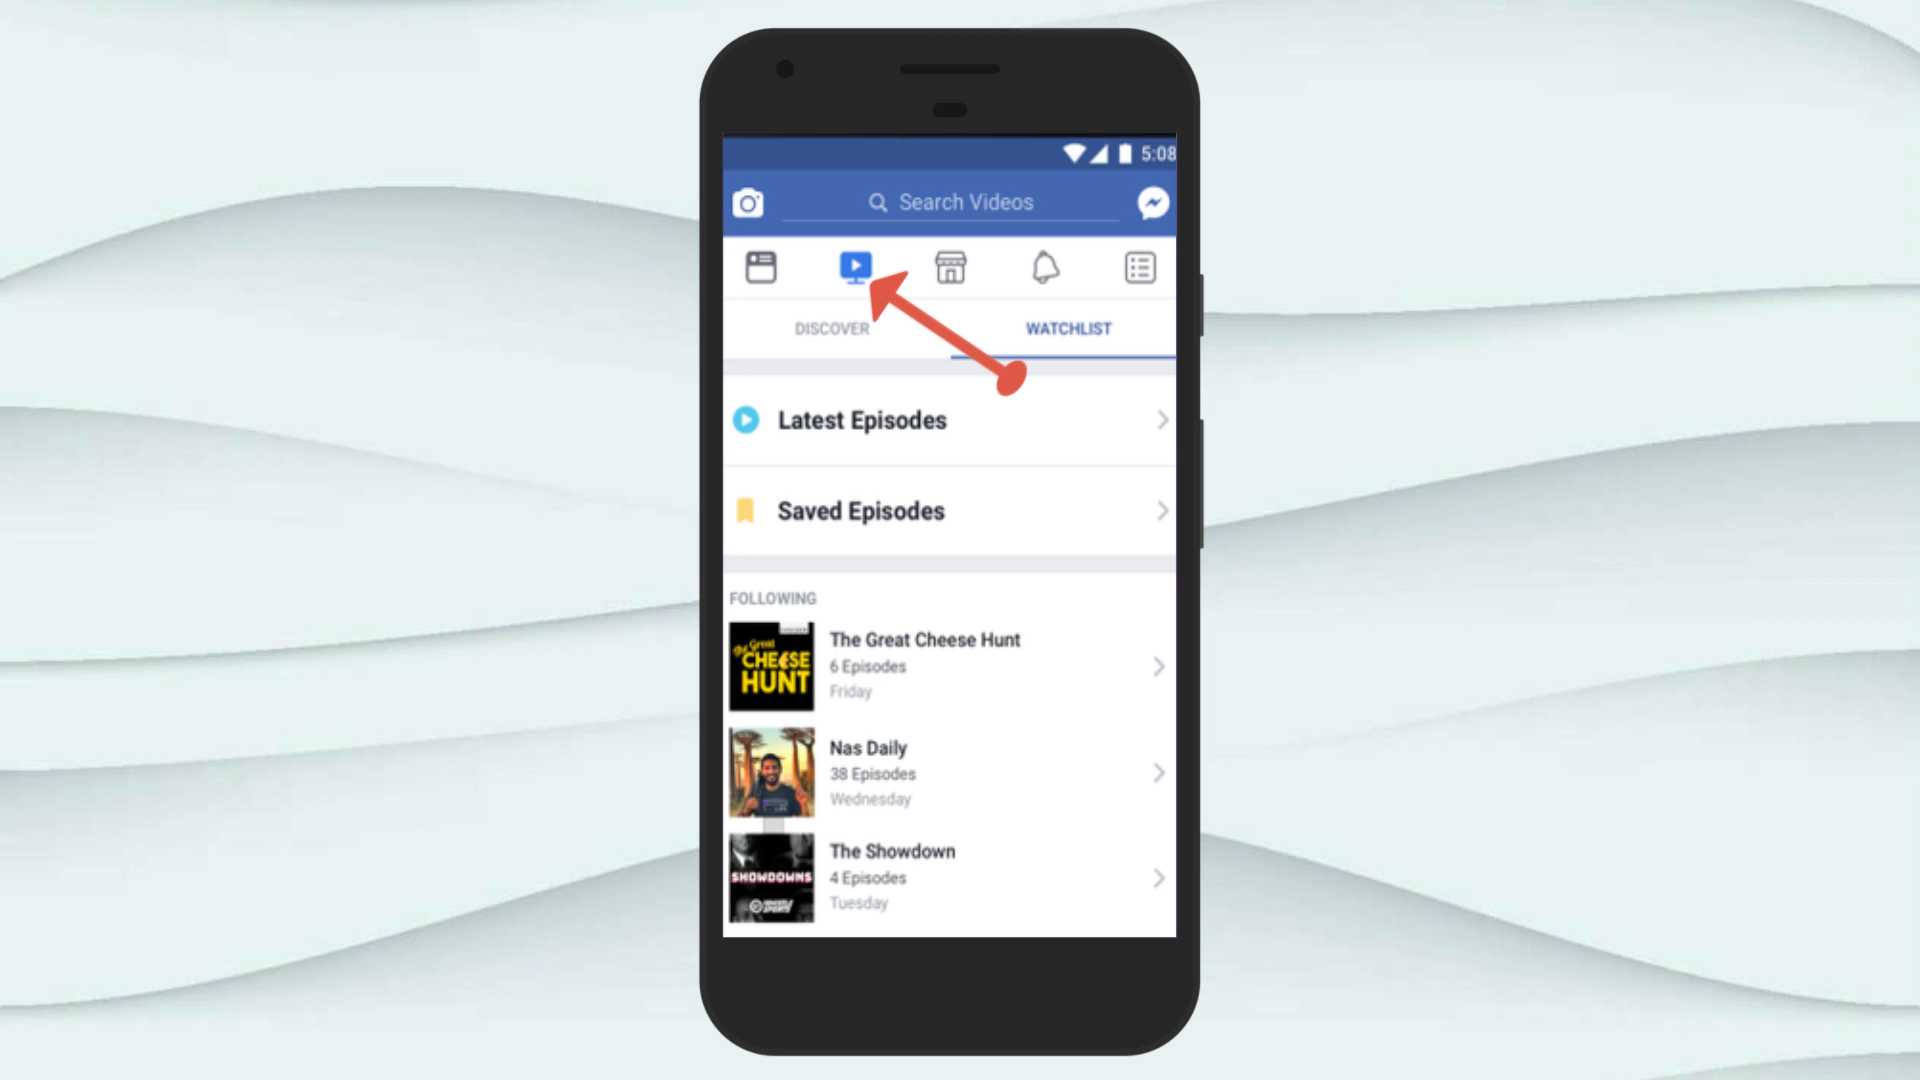 5:08
Search Videos
DISCOVER
WATCHLIST
Latest Episodes
Saved Episodes
FOLLOWING
The Great
CHEESE
HUNT
The Great Cheese Hunt
6 Episodes
Friday
Nas Daily
38 Episodes
Wednesday
SHOWDOWNS
The Showdown
4 Episodes
Tuesday